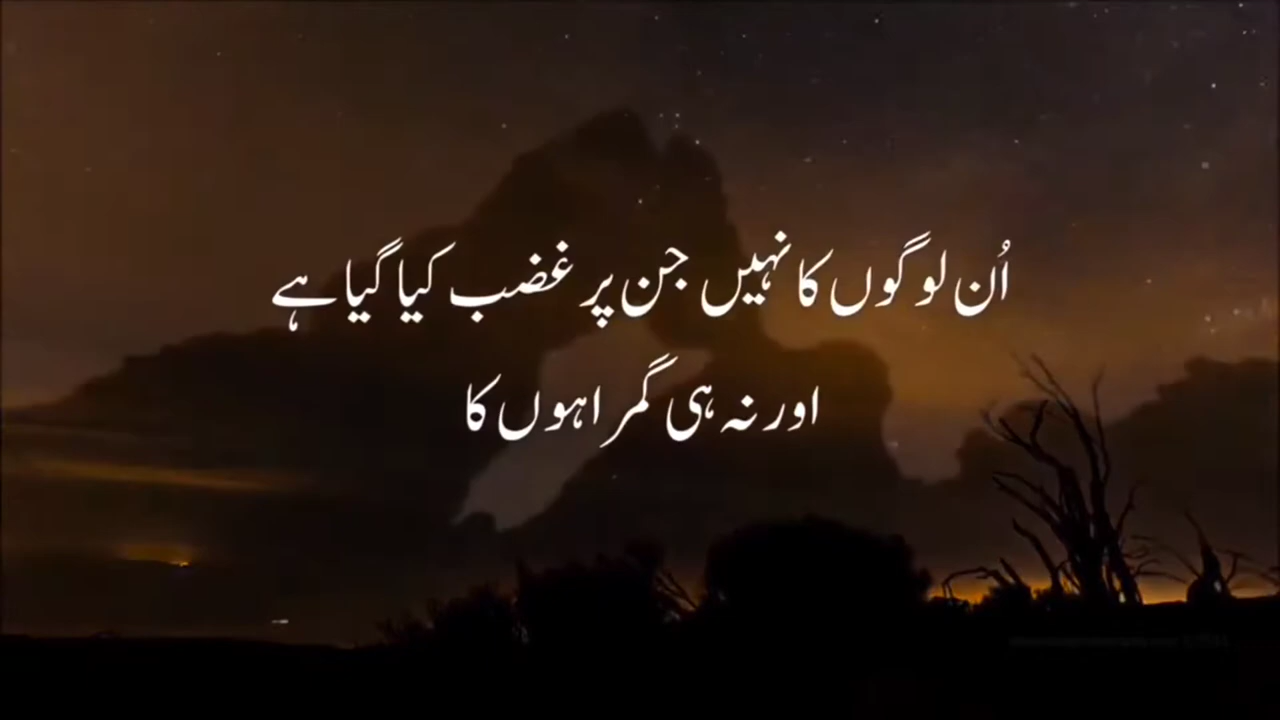 اُن لوگوں کا نہیں جن پر غضب کیا گیا ہے
اور نہ ہی گمراہوں کا